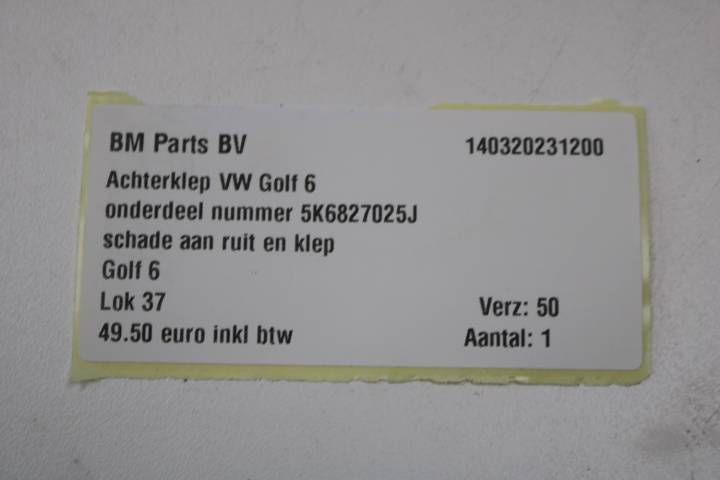 BM Parts BV 140320231200
Achterklep VW Golf 6
onderdeel nummer 5K6827025J
schade aan ruit en klep
Golf 6
Lok 37 Verz: 50
49.50 euro inkl btw Aantal: 1